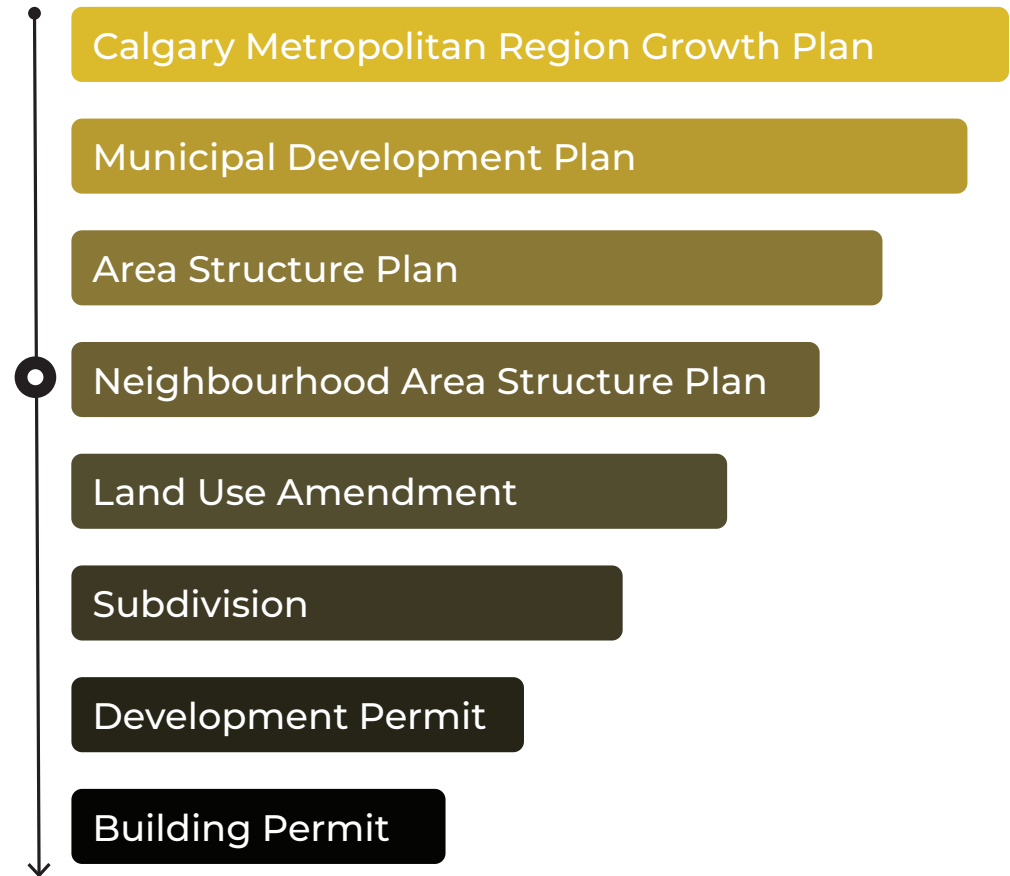 Calgary Metropolitan Region Growth Plan
Municipal Development Plan
Area Structure Plan
Neighbourhood Area Structure Plan
Land Use Amendment
Subdivision
Development Permit
Building Permit